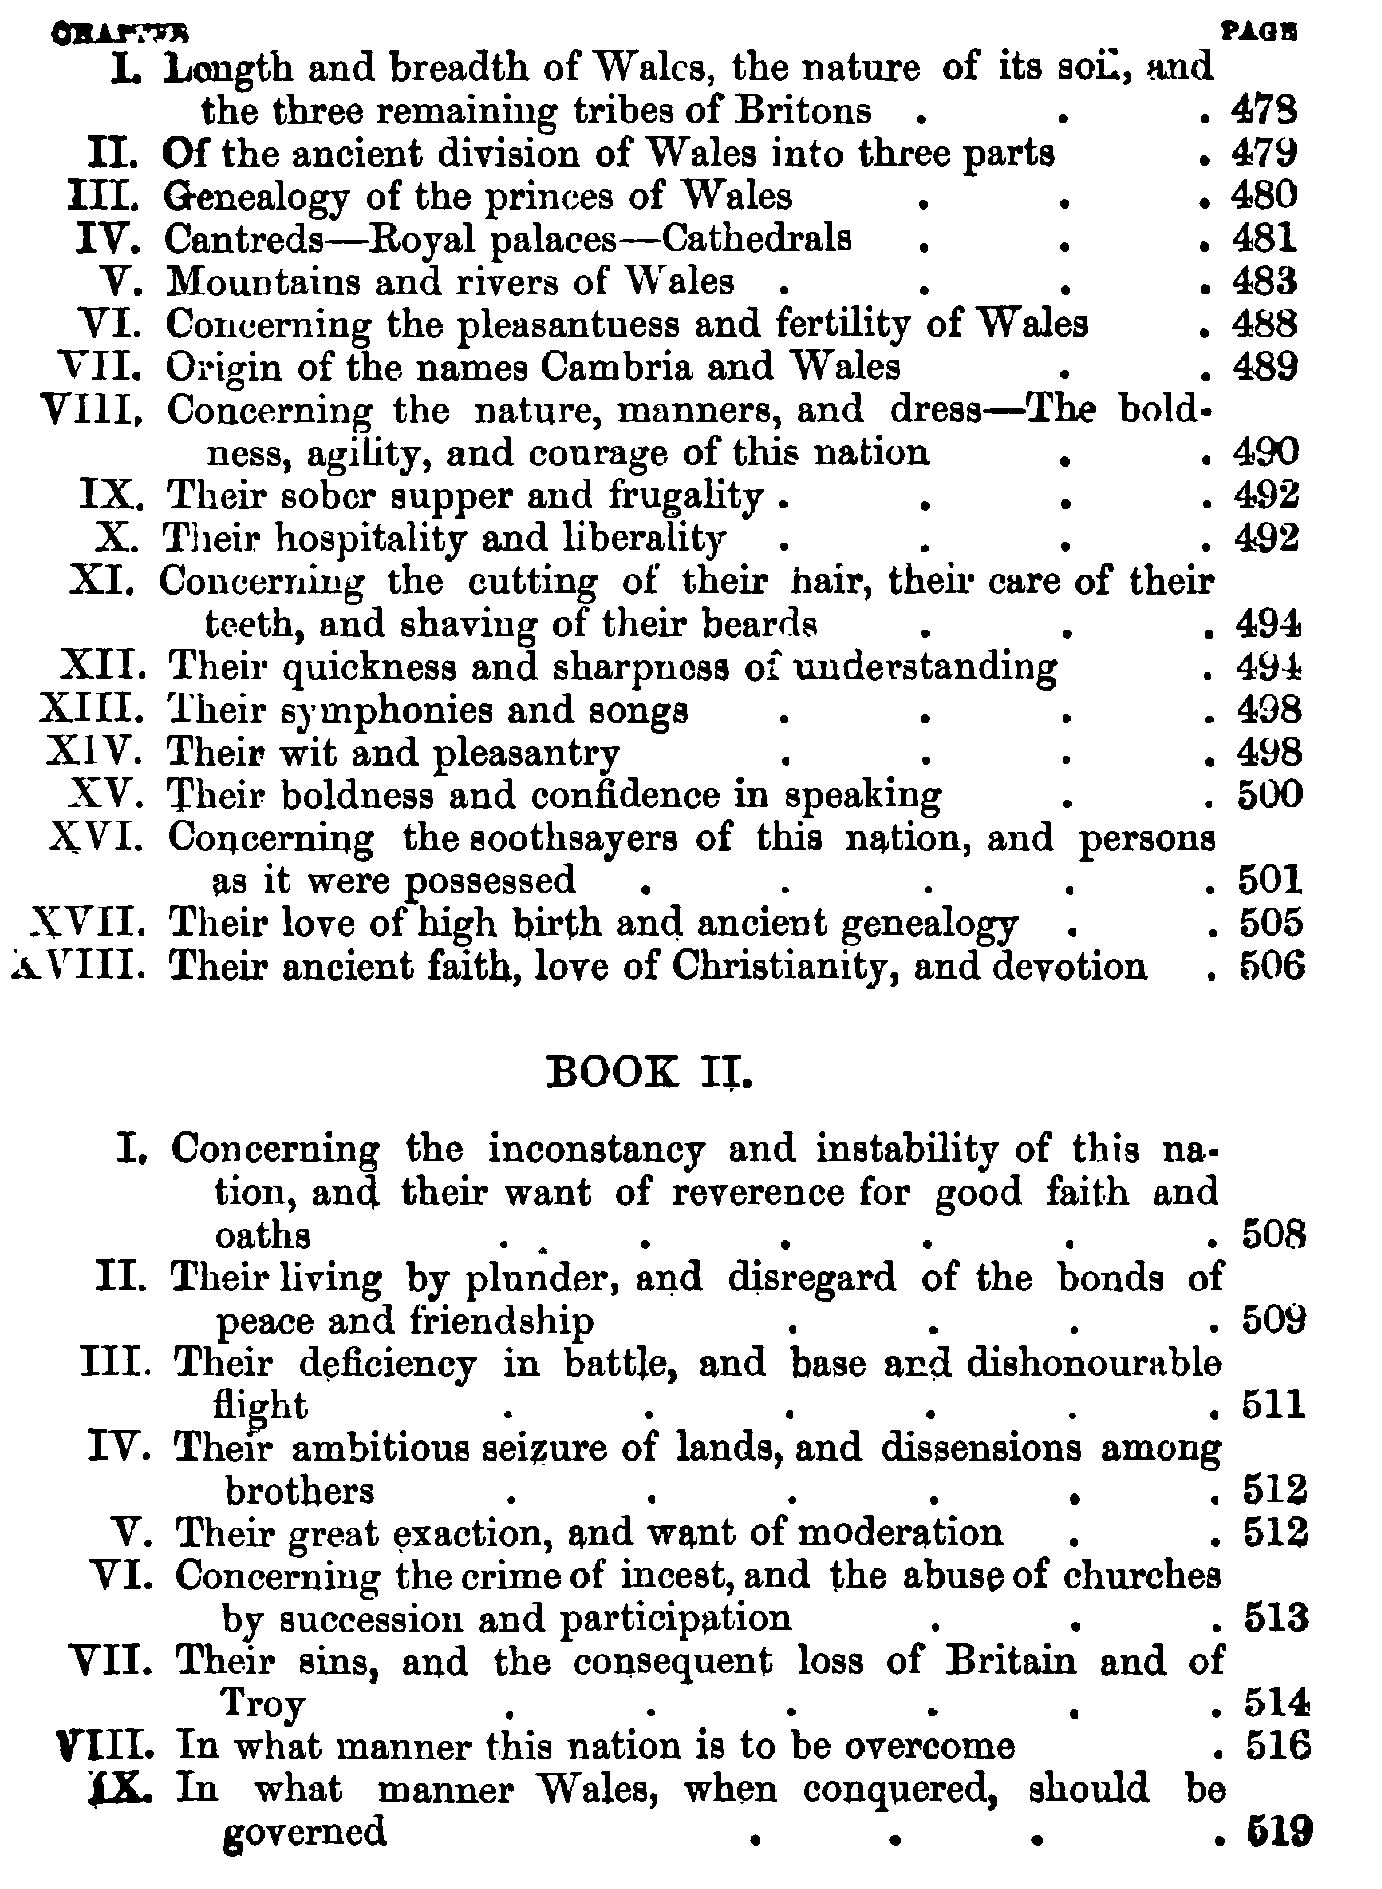 CHAPTER PAGE
I. Length and breadth of Wales, the nature of its soil, and
the three remaining tribes of Britons . . . 478
II. Of the ancient division of Wales into three parts . 479
III. Genealogy of the princes of Wales . . . 480
IV. Cantreds—Royal palaces—Cathedrals . . . 481
V. Mountains and rivers of Wales . . . . 483
VI. Concerning the pleasantness and fertility of Wales . 488
VII. Origin of the names Cambria and Wales . . 489
VIII. Concerning the nature, manners, and dress—The bold-
ness, agility, and courage of this nation . . 490
IX. Their sober supper and frugality . . . . 492
X. Their hospitality and liberality . . . . 492
XI. Concerning the cutting of their hair, their care of their
teeth, and shaving of their beards . . . 494
XII. Their quickness and sharpness of understanding . 494
XIII. Their symphonies and songs . . . . 498
XIV. Their wit and pleasantry . . . . 498
XV. Their boldness and confidence in speaking . . 500
XVI. Concerning the soothsayers of this nation, and persons
as it were possessed . . . . . 501
XVII. Their love of high birth and ancient genealogy . . 505
XVIII. Their ancient faith, love of Christianity, and devotion . 506
BOOK II.
I. Concerning the inconstancy and instability of this na-
tion, and their want of reverence for good faith and
oaths . . . . . . 508
II. Their living by plunder, and disregard of the bonds of
peace and friendship . . . . 509
III. Their deficiency in battle, and base and dishonourable
flight . . . . . . 511
IV. Their ambitious seizure of lands, and dissensions among
brothers . . . . . . 512
V. Their great exaction, and want of moderation . . 512
VI. Concerning the crime of incest, and the abuse of churches
by succession and participation . . . 513
VII. Their sins, and the consequent loss of Britain and of
Troy . . . . . . 514
VIII. In what manner this nation is to be overcome . 516
IX. In what manner Wales, when conquered, should be
governed . . . . 519